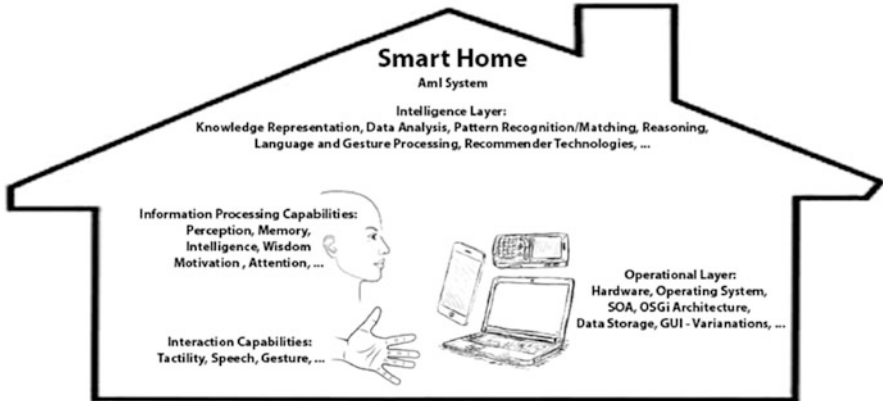 Smart Home
AmI System
Intelligence Layer:
Knowledge Representation, Data Analysis, Pattern Recognition/Matching, Reasoning,
Language and Gesture Processing, Recommender Technologies, ...
Information Processing Capabilities:
Perception, Memory,
Intelligence, Wisdom
Motivation , Attention, ...
Interaction Capabilities:
Tactility, Speech, Gesture, ...
Operational Layer:
Hardware, Operating System,
SOA, OSGi Architecture,
Data Storage, GUI - Varianations, ...